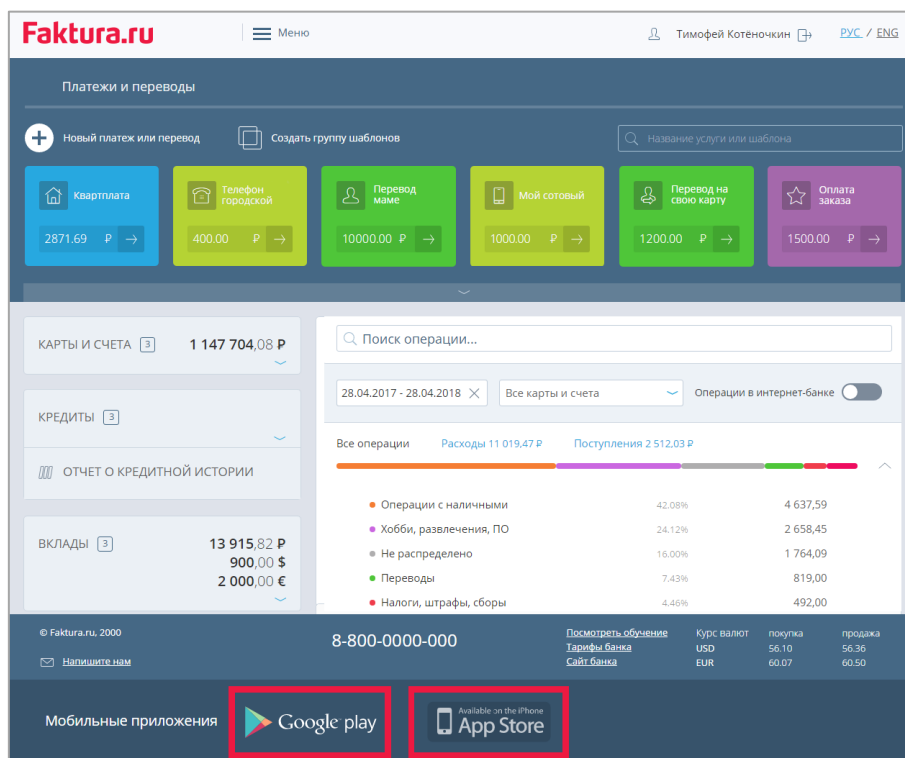 Faktura.ru
Меню
Тимофей Котёночкин
РУС / ENG
Платежи и переводы
Новый платеж или перевод
Создать группу шаблонов
Название услуги или шаблона
Квартплата
2871.69 ₽ →
Телефон
городской
400.00 ₽ →
Перевод
маме
10000.00 ₽ →
Мой сотовый
1000.00 ₽ →
Перевод на
свою карту
1200.00 ₽ →
Оплата
заказа
1500.00 ₽ →
КАРТЫ И СЧЕТА 3 1 147 704,08 ₽
КРЕДИТЫ 3
ОТЧЕТ О КРЕДИТНОЙ ИСТОРИИ
ВКЛАДЫ 3 13 915,82 ₽
900,00 $
2 000,00 €
Поиск операции...
28.04.2017 - 28.04.2018 ×
Все карты и счета
Операции в интернет-банке
Все операции Расходы 11 019,47 ₽ Поступления 2 512,03 ₽
Операции с наличными 42.08% 4 637,59
Хобби, развлечения, ПО 24.12% 2 658,45
Не распределено 16.00% 1 764,09
Переводы 7.43% 819,00
Налоги, штрафы, сборы 4.46% 492,00
© Faktura.ru, 2000
Напишите нам
8-800-0000-000
Посмотреть обучение
Тарифы банка
Сайт банка
Курс валют покупка продажа
USD 56.10 56.36
EUR 60.07 60.50
Мобильные приложения
Google play
Available on the iPhone
App Store